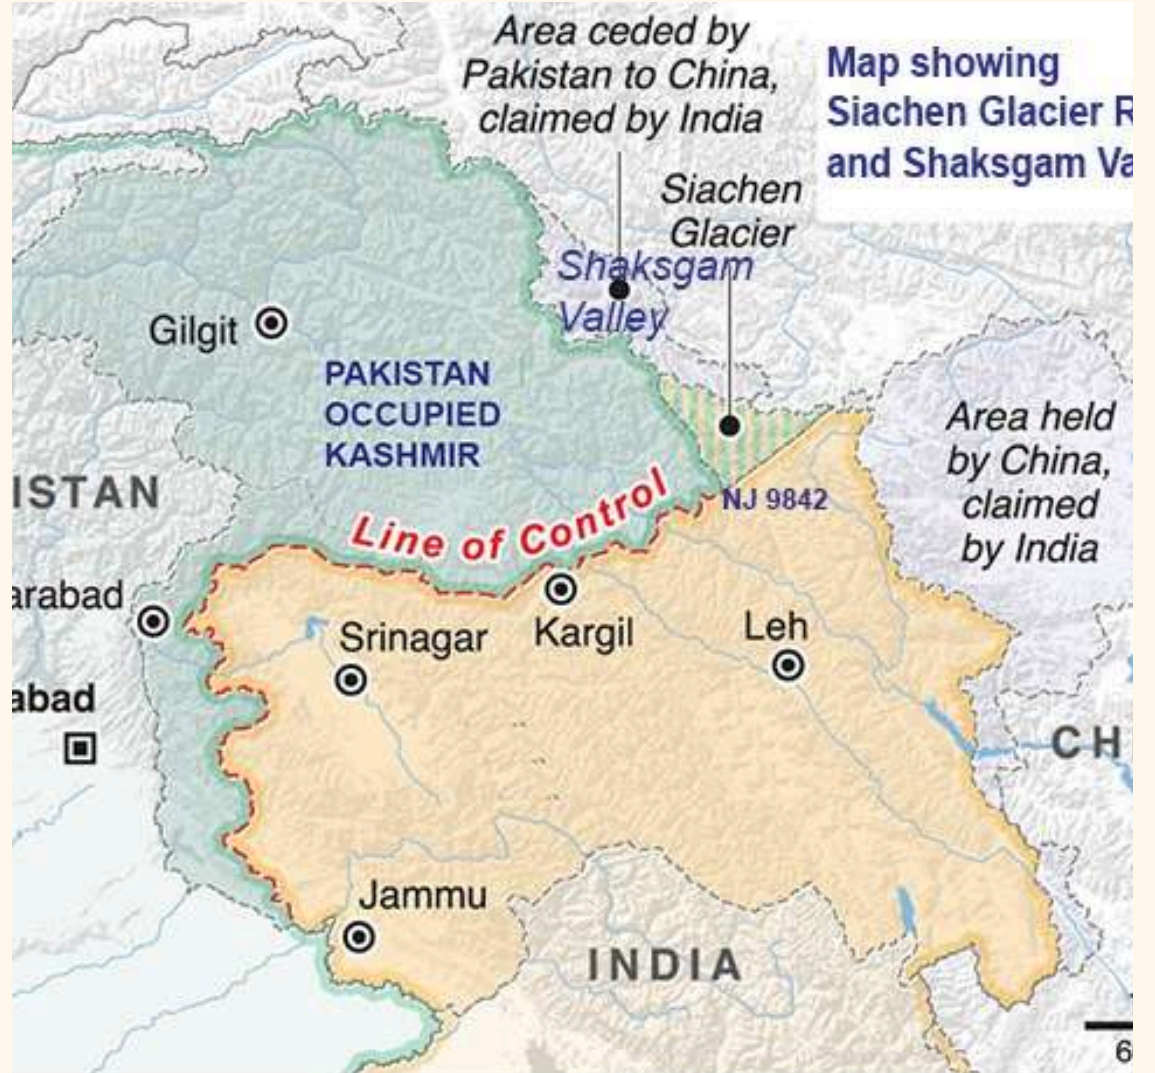 Area ceded by
Pakistan to China,
claimed by India
Map showing
Siachen Glacier R
and Shaksgam Va
Siachen
Glacier
Shaksgam
Valley
Gilgit
PAKISTAN
OCCUPIED
KASHMIR
Area held
by China,
claimed
by India
ISTAN
NJ 9842
Line of Control
arabad
Srinagar
Kargil
Leh
abad
CH
Jammu
INDIA
6